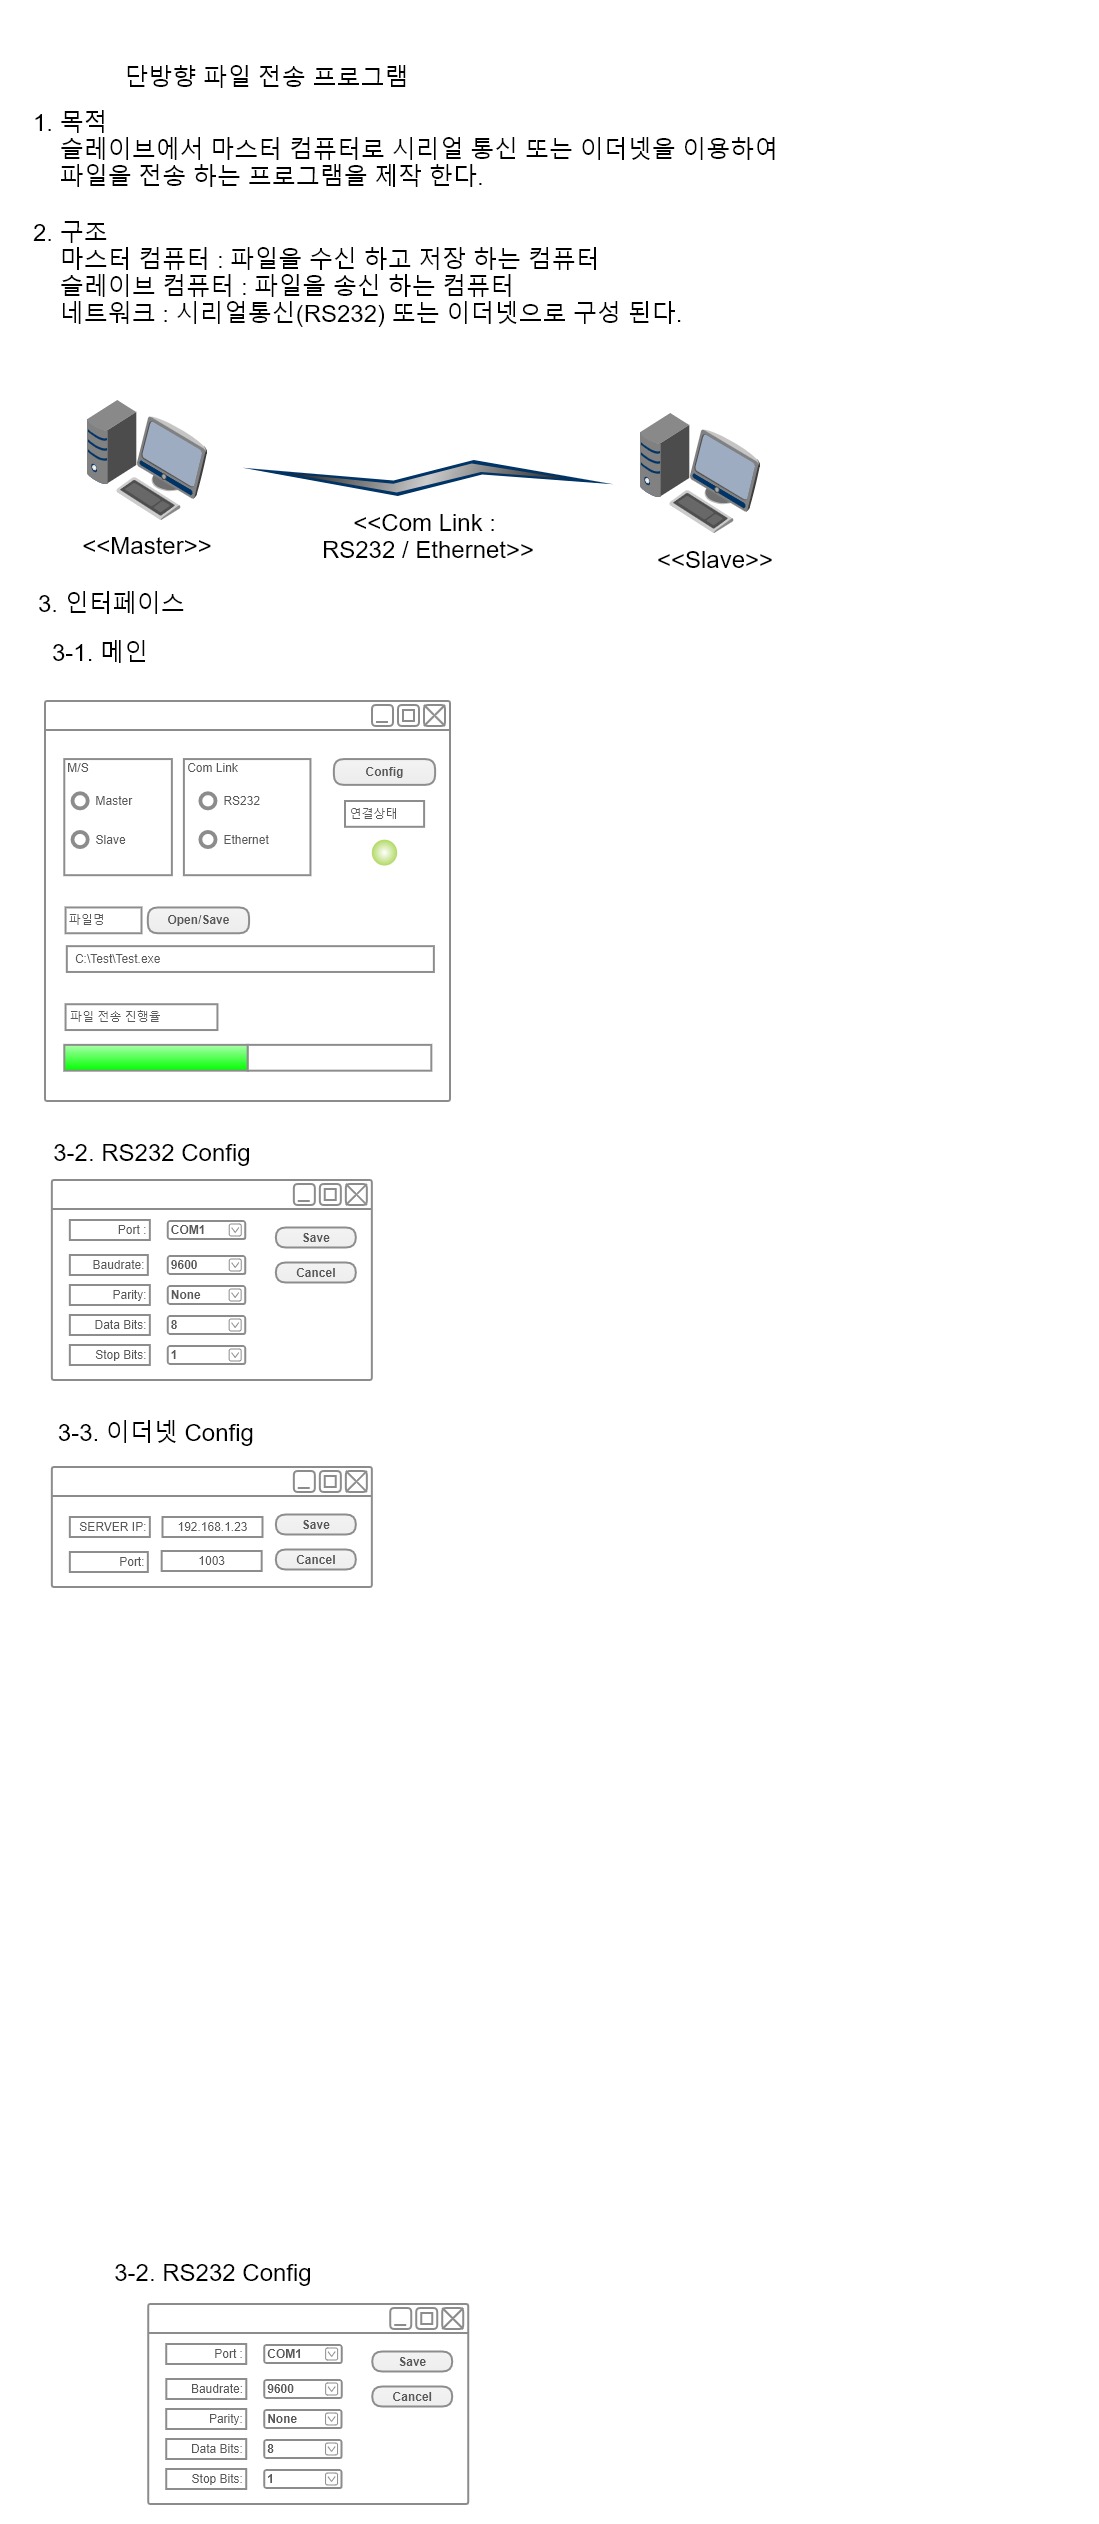 단방향 파일 전송 프로그램
1. 목적
슬레이브에서 마스터 컴퓨터로 시리얼 통신 또는 이더넷을 이용하여
파일을 전송 하는 프로그램을 제작 한다.
2. 구조
마스터 컴퓨터 : 파일을 수신 하고 저장 하는 컴퓨터
슬레이브 컴퓨터 : 파일을 송신 하는 컴퓨터
네트워크 : 시리얼통신(RS232) 또는 이더넷으로 구성 된다.
<<Master>>
<<Com Link :
RS232 / Ethernet>>
<<Slave>>
3. 인터페이스
3-1. 메인
M/S
Master
Slave
Com Link
RS232
Ethernet
Config
연결상태
파일명
Open/Save
C:\Test\Test.exe
파일 전송 진행율
3-2. RS232 Config
Port : COM1
Save
Baudrate: 9600
Cancel
Parity: None
Data Bits: 8
Stop Bits: 1
3-3. 이더넷 Config
SERVER IP: 192.168.1.23
Save
Port: 1003
Cancel
3-2. RS232 Config
Port : COM1
Save
Baudrate: 9600
Cancel
Parity: None
Data Bits: 8
Stop Bits: 1